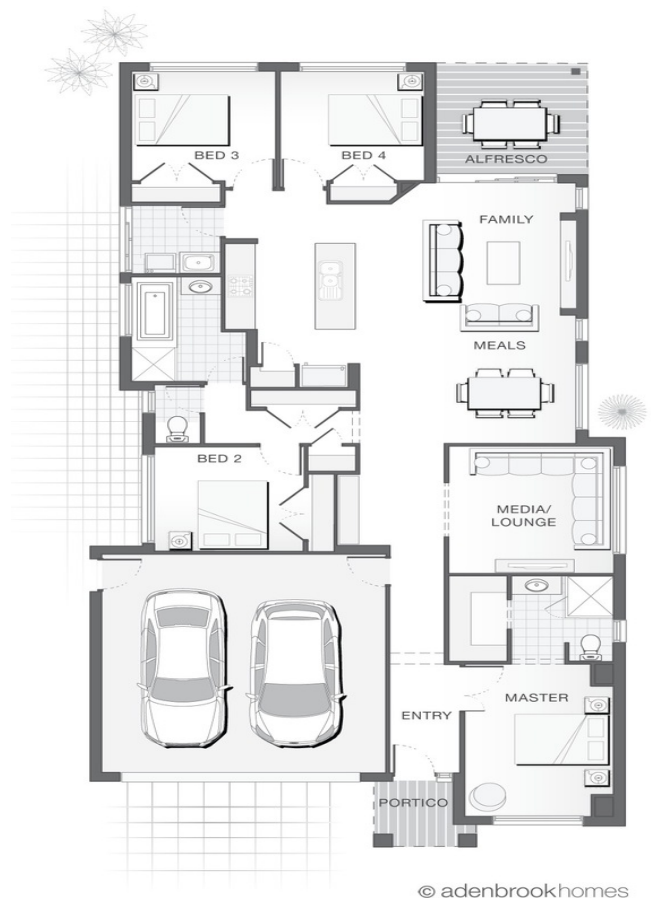 BED 3
BED 4
ALFRESCO
FAMILY
MEALS
BED 2
MEDIA/
LOUNGE
MASTER
ENTRY
PORTICO
© adenbrookhomes